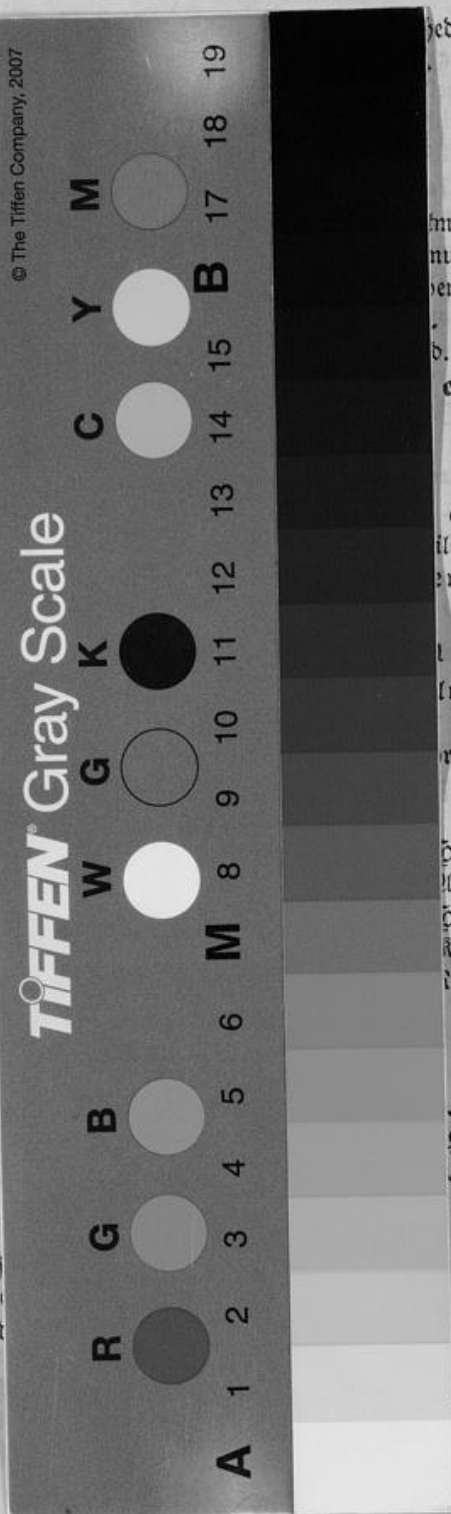 © The Tiffen Company, 2007
TIFFEN® Gray Scale
R G B W G K C Y M
A 1 2 3 4 5 6 M 8 9 10 11 12 13 14 15 B 17 18 19